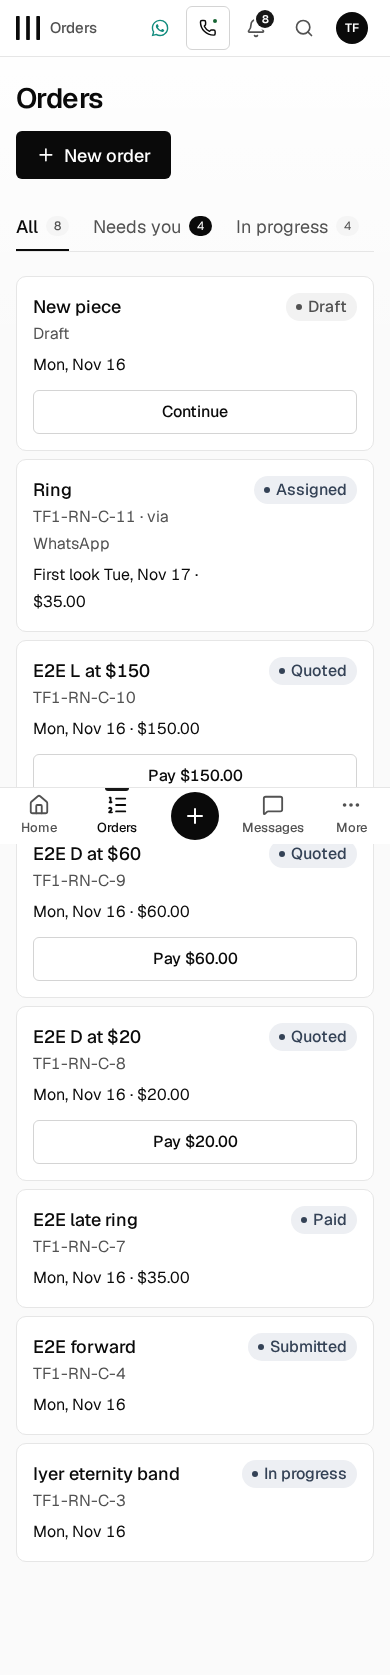 Orders
8
TF
Orders
+ New order
All 8 Needs you 4 In progress 4
New piece
Draft
Draft
Mon, Nov 16
Continue
Ring
Assigned
TF1-RN-C-11 · via
WhatsApp
First look Tue, Nov 17 ·
$35.00
E2E L at $150
Quoted
TF1-RN-C-10
Mon, Nov 16 · $150.00
Pay $150.00
Home Orders Messages More
E2E D at $60
Quoted
TF1-RN-C-9
Mon, Nov 16 · $60.00
Pay $60.00
E2E D at $20
Quoted
TF1-RN-C-8
Mon, Nov 16 · $20.00
Pay $20.00
E2E late ring
Paid
TF1-RN-C-7
Mon, Nov 16 · $35.00
E2E forward
Submitted
TF1-RN-C-4
Mon, Nov 16
Iyer eternity band
In progress
TF1-RN-C-3
Mon, Nov 16